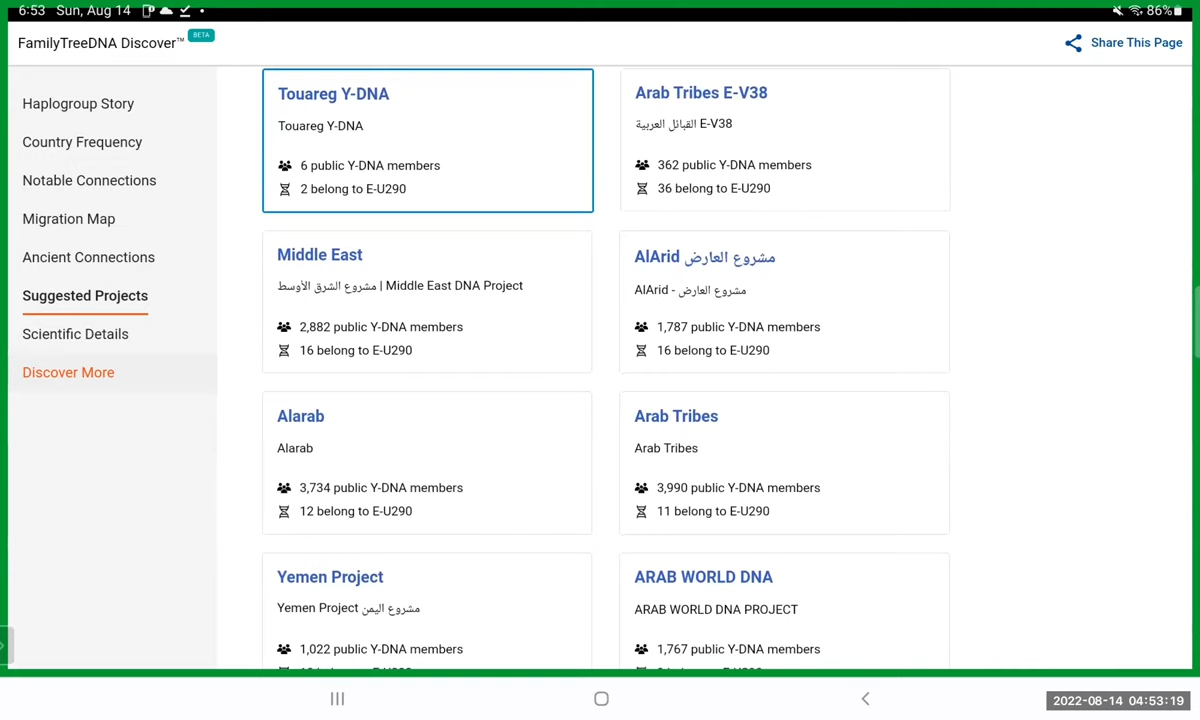 6:53 Sun, Aug 14
86%
FamilyTreeDNA Discover™ BETA
Share This Page
Haplogroup Story
Country Frequency
Notable Connections
Migration Map
Ancient Connections
Suggested Projects
Scientific Details
Discover More
Touareg Y-DNA
Touareg Y-DNA
6 public Y-DNA members
2 belong to E-U290
Arab Tribes E-V38
القبائل العربية E-V38
362 public Y-DNA members
36 belong to E-U290
Middle East
مشروع الشرق الأوسط | Middle East DNA Project
2,882 public Y-DNA members
16 belong to E-U290
AlArid مشروع العارض
AlArid - مشروع العارض
1,787 public Y-DNA members
16 belong to E-U290
Alarab
Alarab
3,734 public Y-DNA members
12 belong to E-U290
Arab Tribes
Arab Tribes
3,990 public Y-DNA members
11 belong to E-U290
Yemen Project
Yemen Project مشروع اليمن
1,022 public Y-DNA members
ARAB WORLD DNA
ARAB WORLD DNA PROJECT
1,767 public Y-DNA members
2022-08-14 04:53:19